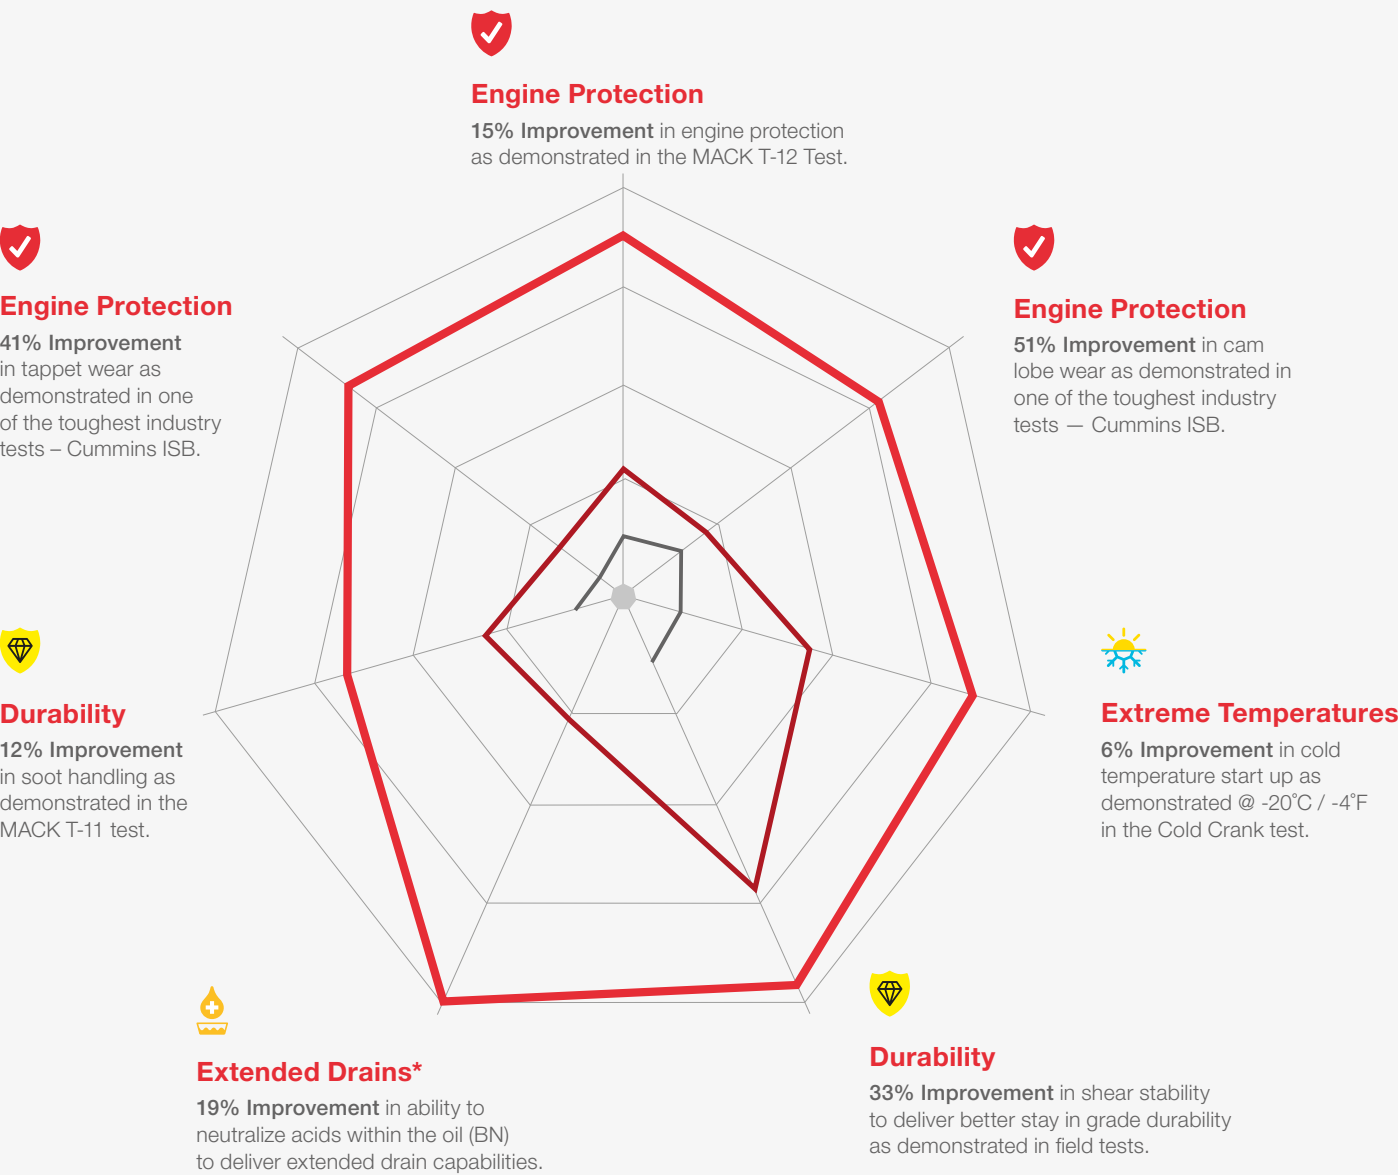 Engine Protection
15% Improvement in engine protection
as demonstrated in the MACK T-12 Test.
Engine Protection
41% Improvement
in tappet wear as
demonstrated in one
of the toughest industry
tests – Cummins ISB.
Engine Protection
51% Improvement in cam
lobe wear as demonstrated in
one of the toughest industry
tests — Cummins ISB.
Durability
12% Improvement
in soot handling as
demonstrated in the
MACK T-11 test.
Extreme Temperatures
6% Improvement in cold
temperature start up as
demonstrated @ -20˚C / -4˚F
in the Cold Crank test.
Extended Drains*
19% Improvement in ability to
neutralize acids within the oil (BN)
to deliver extended drain capabilities.
Durability
33% Improvement in shear stability
to deliver better stay in grade durability
as demonstrated in field tests.